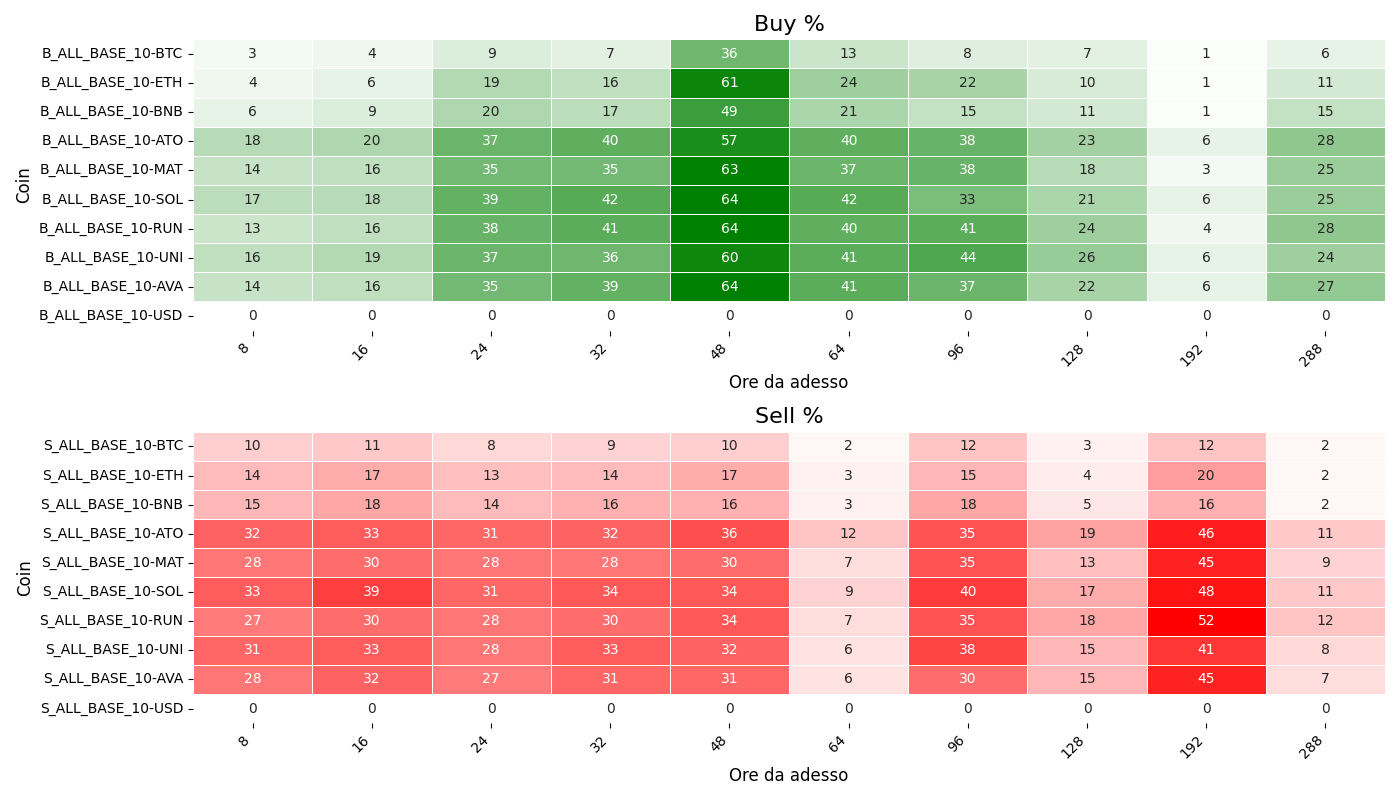 Buy %
Coin
B_ALL_BASE_10-BTC 3 4 9 7 36 13 8 7 1 6
B_ALL_BASE_10-ETH 4 6 19 16 61 24 22 10 1 11
B_ALL_BASE_10-BNB 6 9 20 17 49 21 15 11 1 15
B_ALL_BASE_10-ATO 18 20 37 40 57 40 38 23 6 28
B_ALL_BASE_10-MAT 14 16 35 35 63 37 38 18 3 25
B_ALL_BASE_10-SOL 17 18 39 42 64 42 33 21 6 25
B_ALL_BASE_10-RUN 13 16 38 41 64 40 41 24 4 28
B_ALL_BASE_10-UNI 16 19 37 36 60 41 44 26 6 24
B_ALL_BASE_10-AVA 14 16 35 39 64 41 37 22 6 27
B_ALL_BASE_10-USD 0 0 0 0 0 0 0 0 0 0
8 16 24 32 48 64 96 128 192 288
Ore da adesso
Sell %
Coin
S_ALL_BASE_10-BTC 10 11 8 9 10 2 12 3 12 2
S_ALL_BASE_10-ETH 14 17 13 14 17 3 15 4 20 2
S_ALL_BASE_10-BNB 15 18 14 16 16 3 18 5 16 2
S_ALL_BASE_10-ATO 32 33 31 32 36 12 35 19 46 11
S_ALL_BASE_10-MAT 28 30 28 28 30 7 35 13 45 9
S_ALL_BASE_10-SOL 33 39 31 34 34 9 40 17 48 11
S_ALL_BASE_10-RUN 27 30 28 30 34 7 35 18 52 12
S_ALL_BASE_10-UNI 31 33 28 33 32 6 38 15 41 8
S_ALL_BASE_10-AVA 28 32 27 31 31 6 30 15 45 7
S_ALL_BASE_10-USD 0 0 0 0 0 0 0 0 0 0
8 16 24 32 48 64 96 128 192 288
Ore da adesso